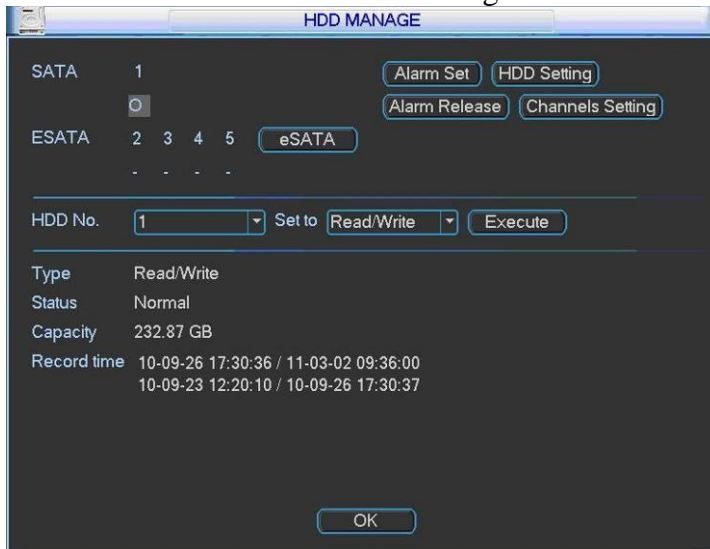 HDD MANAGE
SATA 1 Alarm Set HDD Setting
O Alarm Release Channels Setting
ESATA 2 3 4 5 eSATA
- - - -
HDD No. 1 Set to Read/Write Execute
Type Read/Write
Status Normal
Capacity 232.87 GB
Record time 10-09-26 17:30:36 / 11-03-02 09:36:00
10-09-23 12:20:10 / 10-09-26 17:30:37
OK